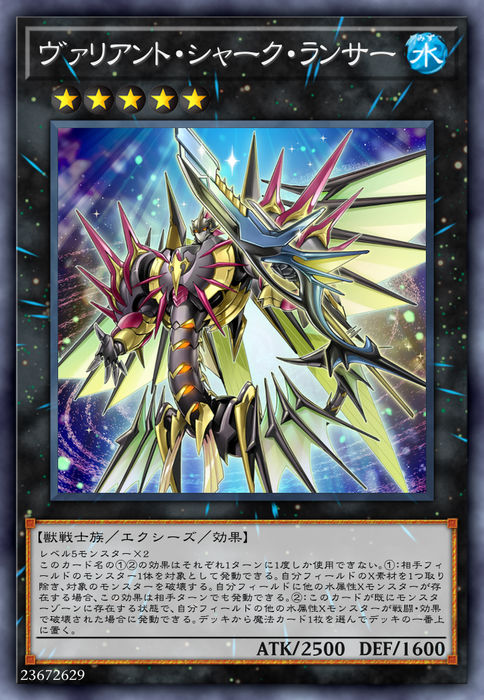 ヴァリアント・シャーク・ランサー
みず
水
【獣戦士族／エクシーズ／効果】
レベル5モンスター×2
このカード名の①②の効果はそれぞれ1ターンに1度しか使用できない。①：相手フィ
ールドのモンスター1体を対象として発動できる。自分フィールドのX素材を1つ取り
除き、対象のモンスターを破壊する。自分フィールドに他の水属性Xモンスターが存
在する場合、この効果は相手ターンでも発動できる。②：このカードが既にモンスタ
ーゾーンに存在する状態で、自分フィールドの他の水属性Xモンスターが戦闘・効果
で破壊された場合に発動できる。デッキから魔法カード1枚を選んでデッキの一番上
に置く。
ATK/2500 DEF/1600
23672629